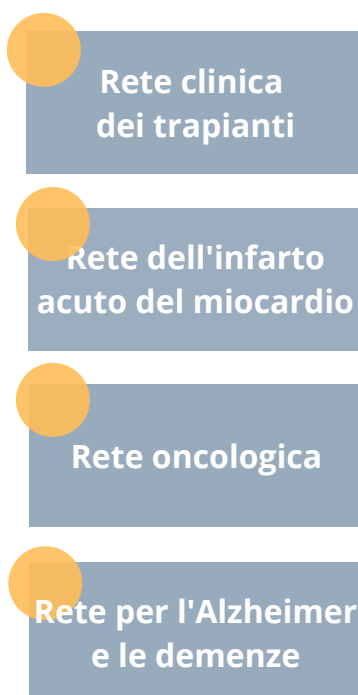 Rete clinica
dei trapianti
Rete dell'infarto
acuto del miocardio
Rete oncologica
Rete per l'Alzheimer
e le demenze